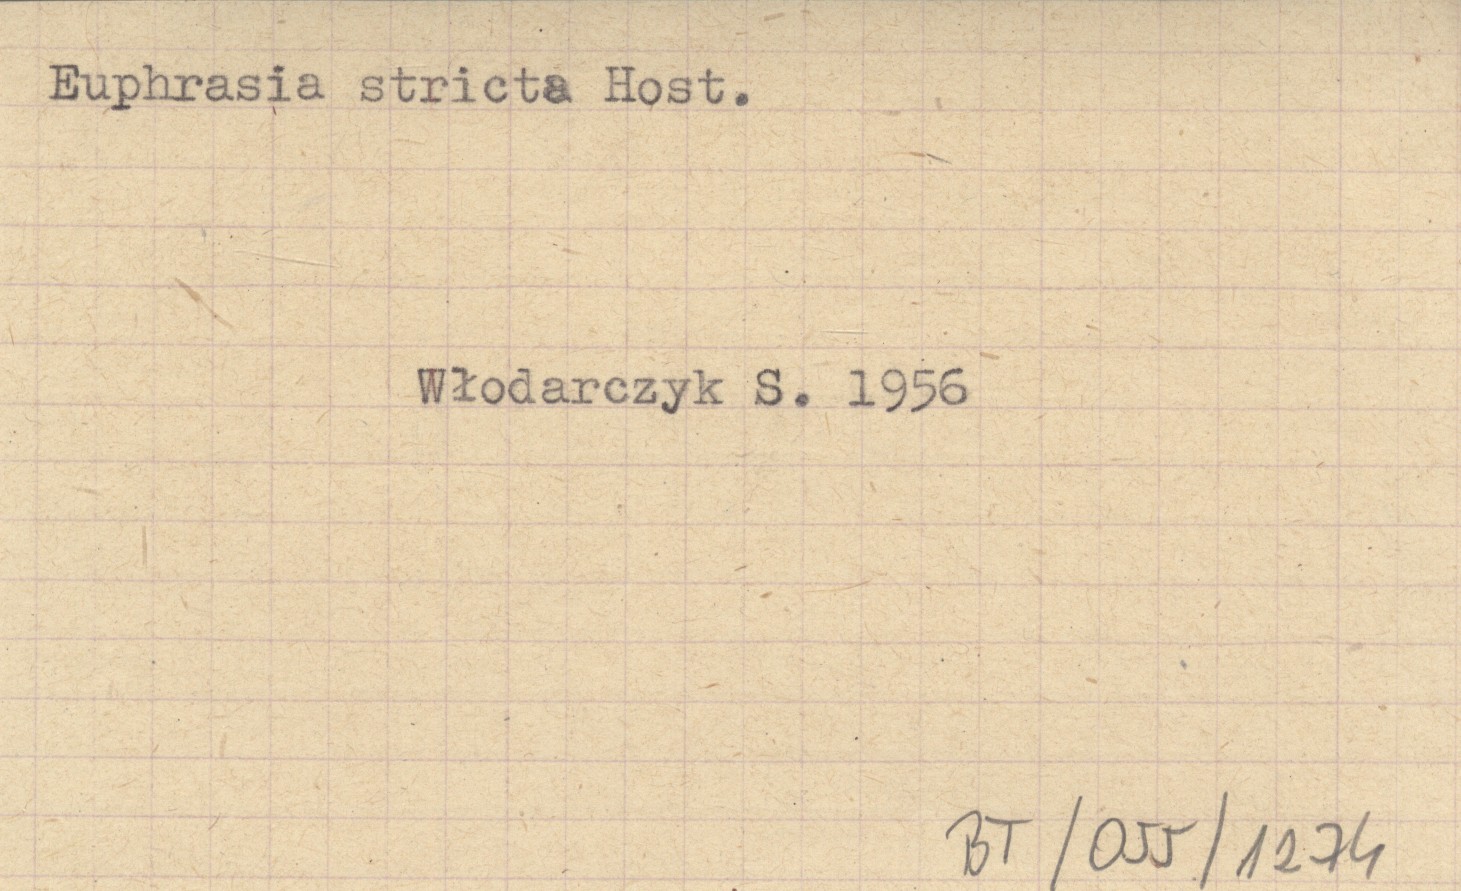 Euphrasia stricta Host.
Włodarczyk S. 1956
BT/055/1274